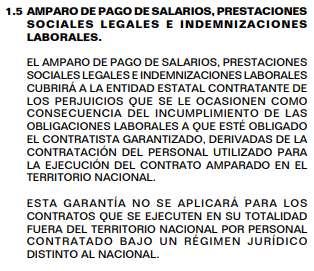 1.5 AMPARO DE PAGO DE SALARIOS, PRESTACIONES
SOCIALES LEGALES E INDEMNIZACIONES
LABORALES.
EL AMPARO DE PAGO DE SALARIOS, PRESTACIONES
SOCIALES LEGALES E INDEMNIZACIONES LABORALES
CUBRIRÁ A LA ENTIDAD ESTATAL CONTRATANTE DE
LOS PERJUICIOS QUE SE LE OCASIONEN COMO
CONSECUENCIA DEL INCUMPLIMIENTO DE LAS
OBLIGACIONES LABORALES A QUE ESTÉ OBLIGADO
EL CONTRATISTA GARANTIZADO, DERIVADAS DE LA
CONTRATACIÓN DEL PERSONAL UTILIZADO PARA
LA EJECUCIÓN DEL CONTRATO AMPARADO EN EL
TERRITORIO NACIONAL.
ESTA GARANTÍA NO SE APLICARÁ PARA LOS
CONTRATOS QUE SE EJECUTEN EN SU TOTALIDAD
FUERA DEL TERRITORIO NACIONAL POR PERSONAL
CONTRATADO BAJO UN RÉGIMEN JURÍDICO
DISTINTO AL NACIONAL.